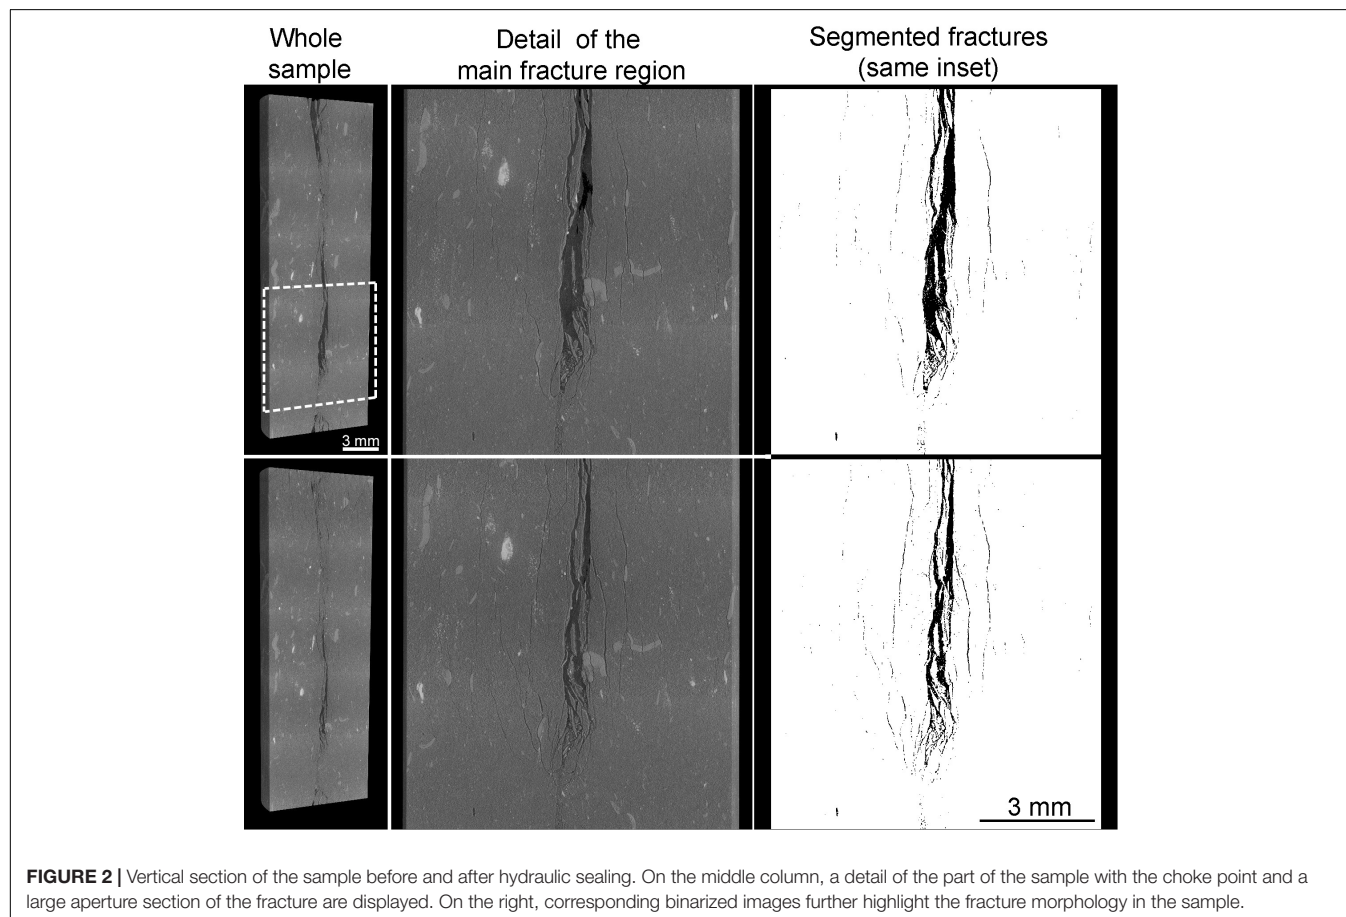 Whole
sample
Detail of the
main fracture region
Segmented fractures
(same inset)
3 mm
3 mm
FIGURE 2 | Vertical section of the sample before and after hydraulic sealing. On the middle column, a detail of the part of the sample with the choke point and a
large aperture section of the fracture are displayed. On the right, corresponding binarized images further highlight the fracture morphology in the sample.